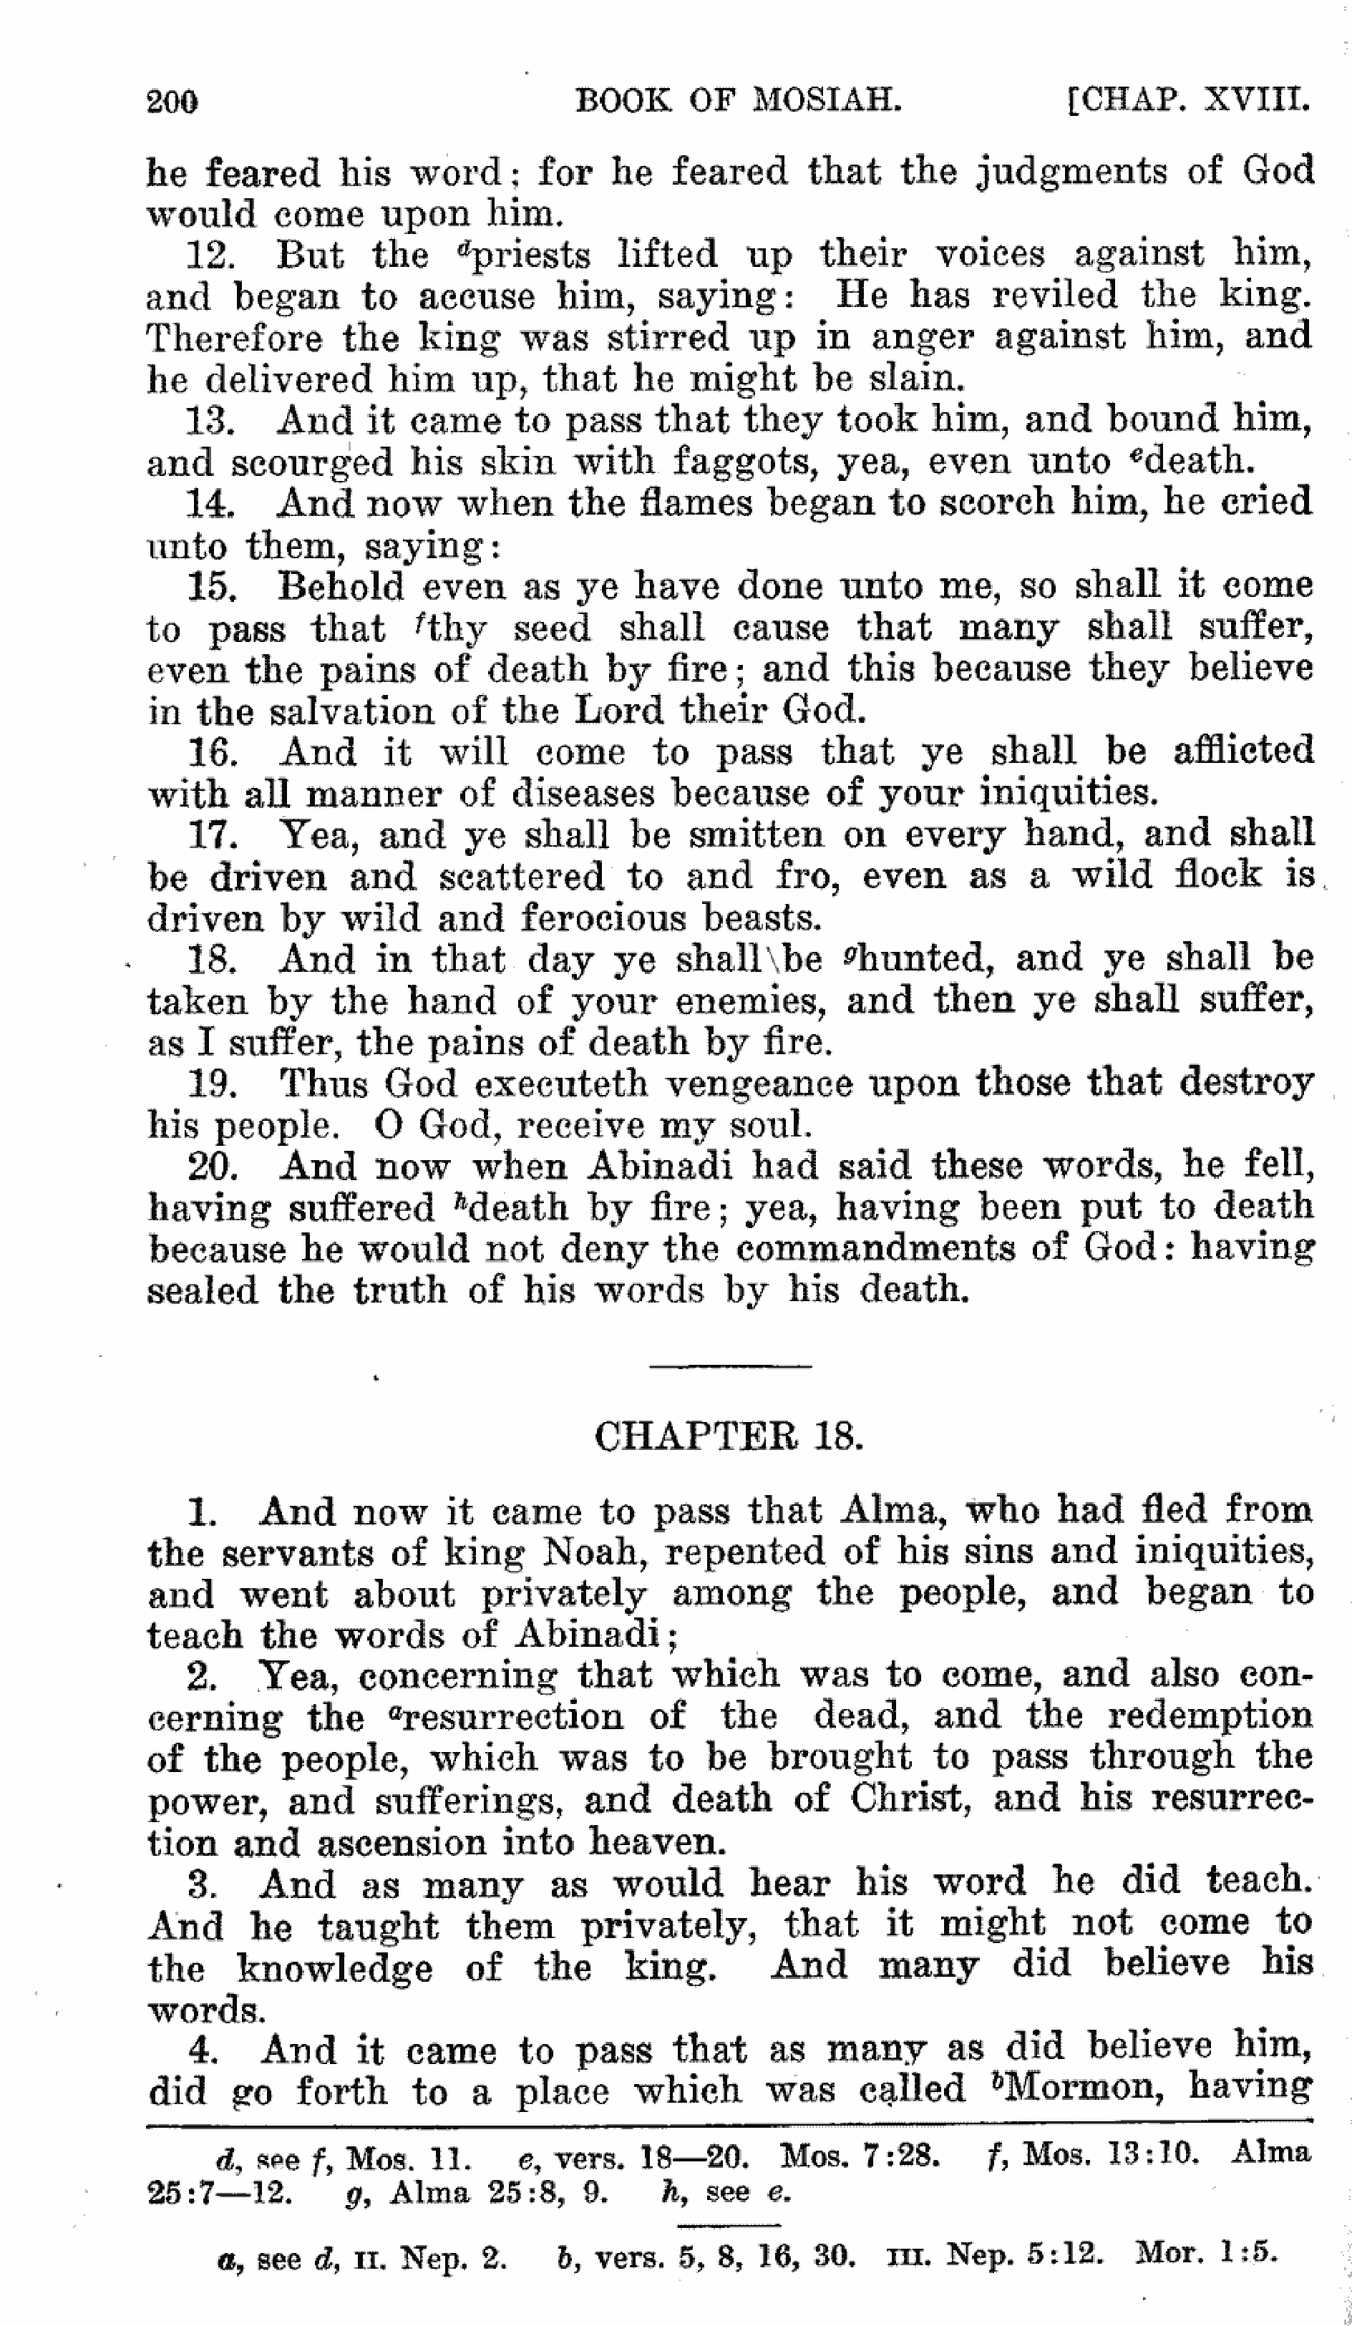 200 BOOK OF MOSIAH. [CHAP. XVIII.
he feared his word; for he feared that the judgments of God
would come upon him.
12. But the dpriests lifted up their voices against him,
and began to accuse him, saying: He has reviled the king.
Therefore the king was stirred up in anger against him, and
he delivered him up, that he might be slain.
13. And it came to pass that they took him, and bound him,
and scourged his skin with faggots, yea, even unto edeath.
14. And now when the flames began to scorch him, he cried
unto them, saying:
15. Behold even as ye have done unto me, so shall it come
to pass that fthy seed shall cause that many shall suffer,
even the pains of death by fire; and this because they believe
in the salvation of the Lord their God.
16. And it will come to pass that ye shall be afflicted
with all manner of diseases because of your iniquities.
17. Yea, and ye shall be smitten on every hand, and shall
be driven and scattered to and fro, even as a wild flock is
driven by wild and ferocious beasts.
18. And in that day ye shall be ghunted, and ye shall be
taken by the hand of your enemies, and then ye shall suffer,
as I suffer, the pains of death by fire.
19. Thus God executeth vengeance upon those that destroy
his people. O God, receive my soul.
20. And now when Abinadi had said these words, he fell,
having suffered hdeath by fire; yea, having been put to death
because he would not deny the commandments of God: having
sealed the truth of his words by his death.
CHAPTER 18.
1. And now it came to pass that Alma, who had fled from
the servants of king Noah, repented of his sins and iniquities,
and went about privately among the people, and began to
teach the words of Abinadi;
2. Yea, concerning that which was to come, and also con-
cerning the aresurrection of the dead, and the redemption
of the people, which was to be brought to pass through the
power, and sufferings, and death of Christ, and his resurrec-
tion and ascension into heaven.
3. And as many as would hear his word he did teach.
And he taught them privately, that it might not come to
the knowledge of the king. And many did believe his
words.
4. And it came to pass that as many as did believe him,
did go forth to a place which was called bMormon, having
d, see f, Mos. 11. e, vers. 18—20. Mos. 7:28. f, Mos. 13:10. Alma
25:7—12. g, Alma 25:8, 9. h, see e.
a, see d, II. Nep. 2. b, vers. 5, 8, 16, 30. III. Nep. 5:12. Mor. 1:5.